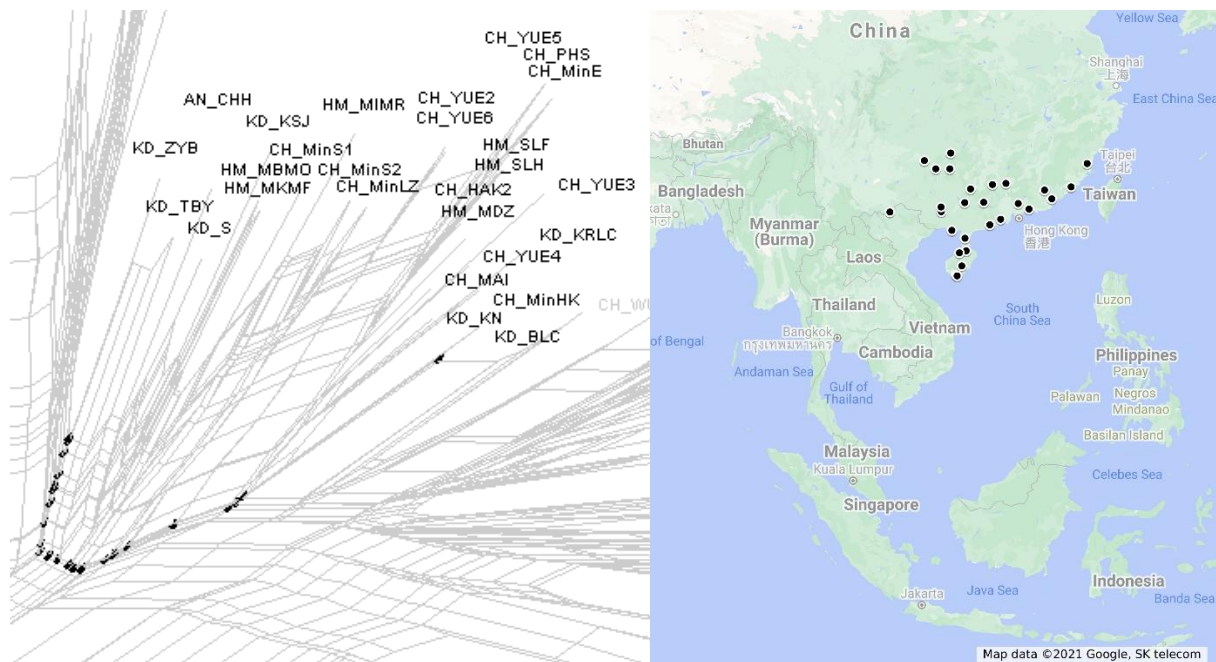 CH_YUE5
CH_PHS
CH_MinE
AN_CHH
HM_MIMR
CH_YUE2
KD_KSJ
CH_YUE6
KD_ZYB
CH_MinS1
HM_SLF
HM_MBMO
CH_MinS2
HM_SLH
HM_MKMF
CH_MinLZ
CH_HAK2
CH_YUE3
KD_TBY
HM_MDZ
KD_S
KD_KRLC
CH_YUE4
CH_MAI
CH_MinHK
KD_KN
KD_BLC
China
Yellow Sea
Shanghai
上海
East China Sea
Bhutan
Taipei
台北
Bangladesh
Taiwan
Myanmar
(Burma)
Hong Kong
香港
Laos
Thailand
South
China Sea
Luzon
Vietnam
of Bengal
Bangkok
กรุงเทพมหานคร
Cambodia
Philippines
Andaman Sea
Gulf of
Thailand
Panay
Palawan
Negros
Mindanao
Basilan Island
Malaysia
Kuala Lumpur
Celebes Sea
Singapore
Indonesia
Jakarta
Java Sea
Banda Sea
Map data ©2021 Google, SK telecom